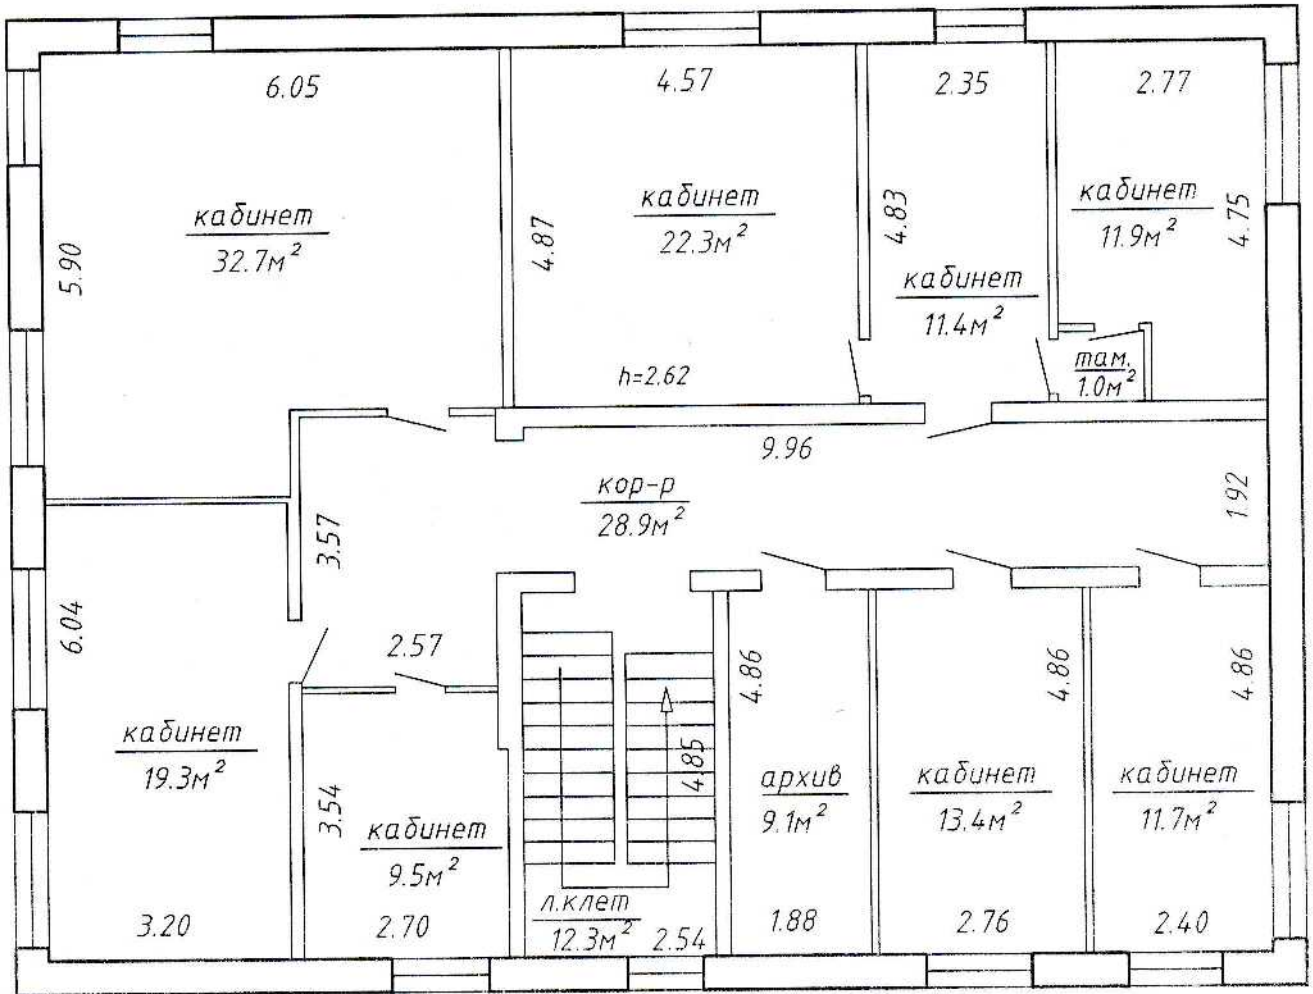 6.05
4.57
2.35
2.77
кабинет
32.7м²
5.90
кабинет
22.3м²
4.87
4.83
кабинет
11.4м²
кабинет
11.9м²
4.75
там.
1.0м²
h=2.62
9.96
кор-р
28.9м²
1.92
3.57
6.04
2.57
4.86
4.86
4.86
кабинет
19.3м²
3.54
кабинет
9.5м²
4.85
архив
9.1м²
кабинет
13.4м²
кабинет
11.7м²
л.клет
12.3м²
3.20
2.70
2.54
1.88
2.76
2.40